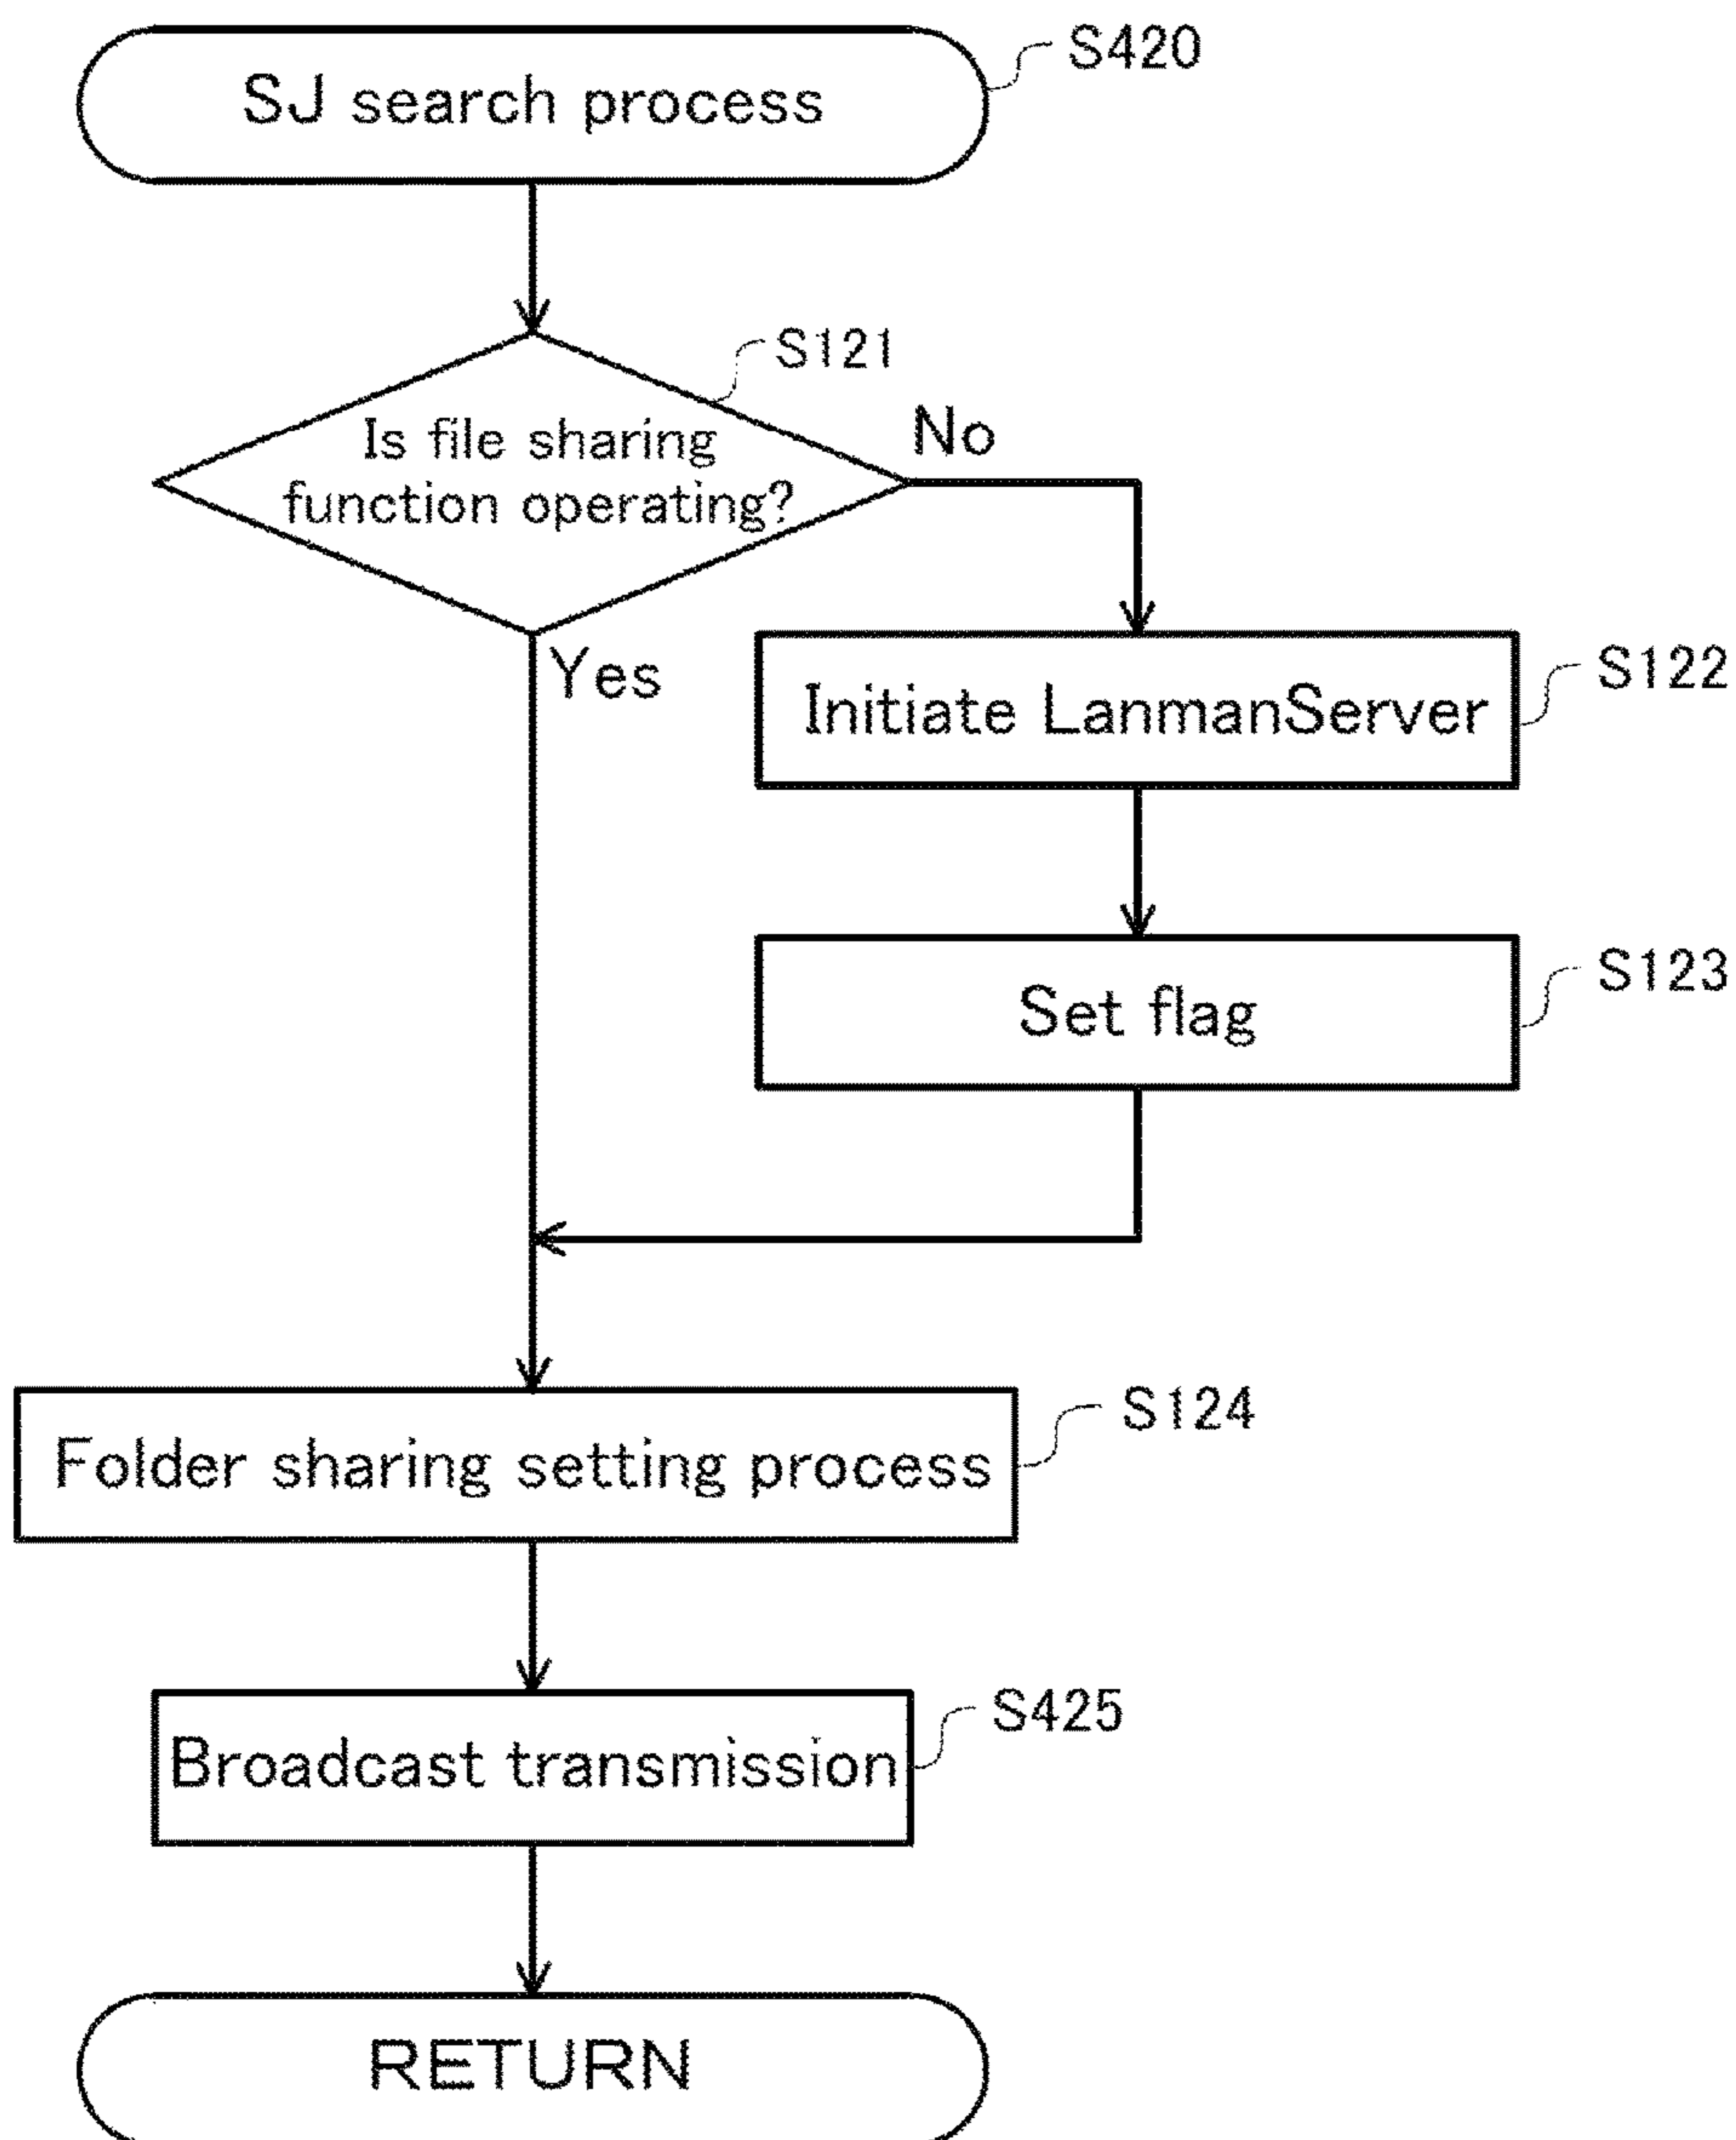 SJ search process
S420
S121
Is file sharing
function operating?
No
Yes
Initiate LanmanServer
S122
Set flag
S123
Folder sharing setting process
S124
Broadcast transmission
S425
RETURN